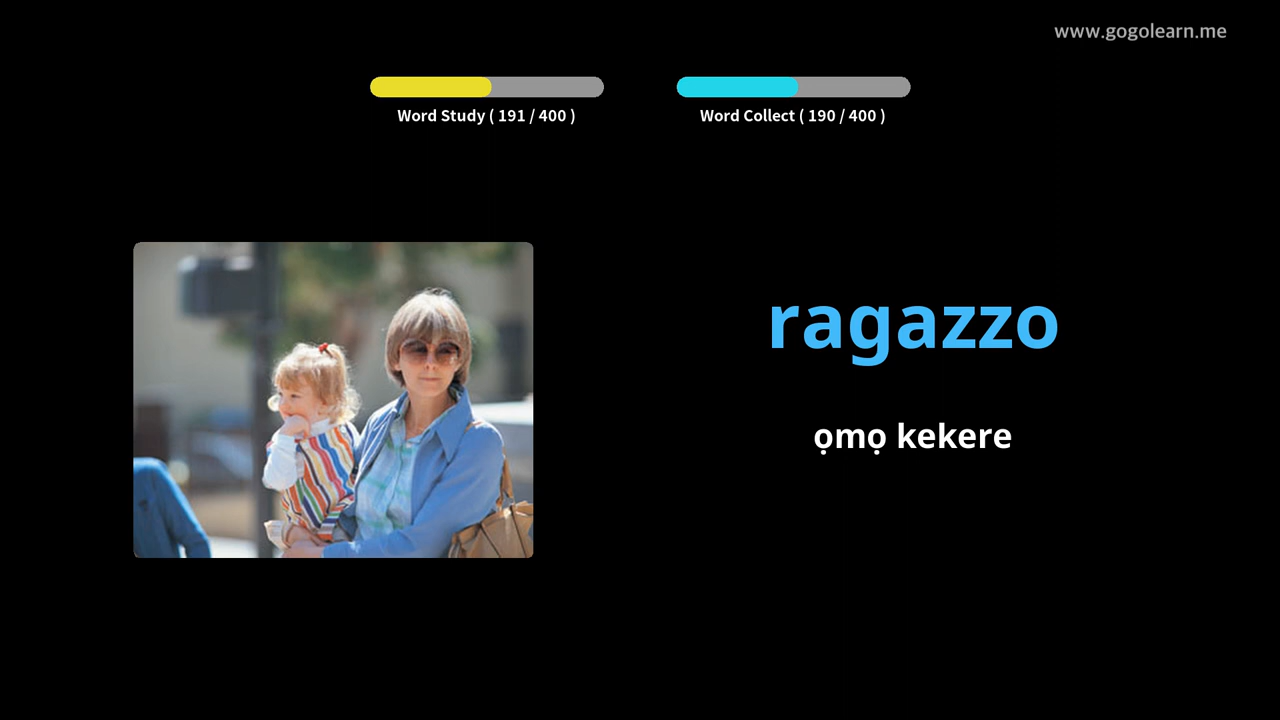 www.gogolearn.me
Word Study ( 191 / 400 )
Word Collect ( 190 / 400 )
ragazzo
ọmọ kekere